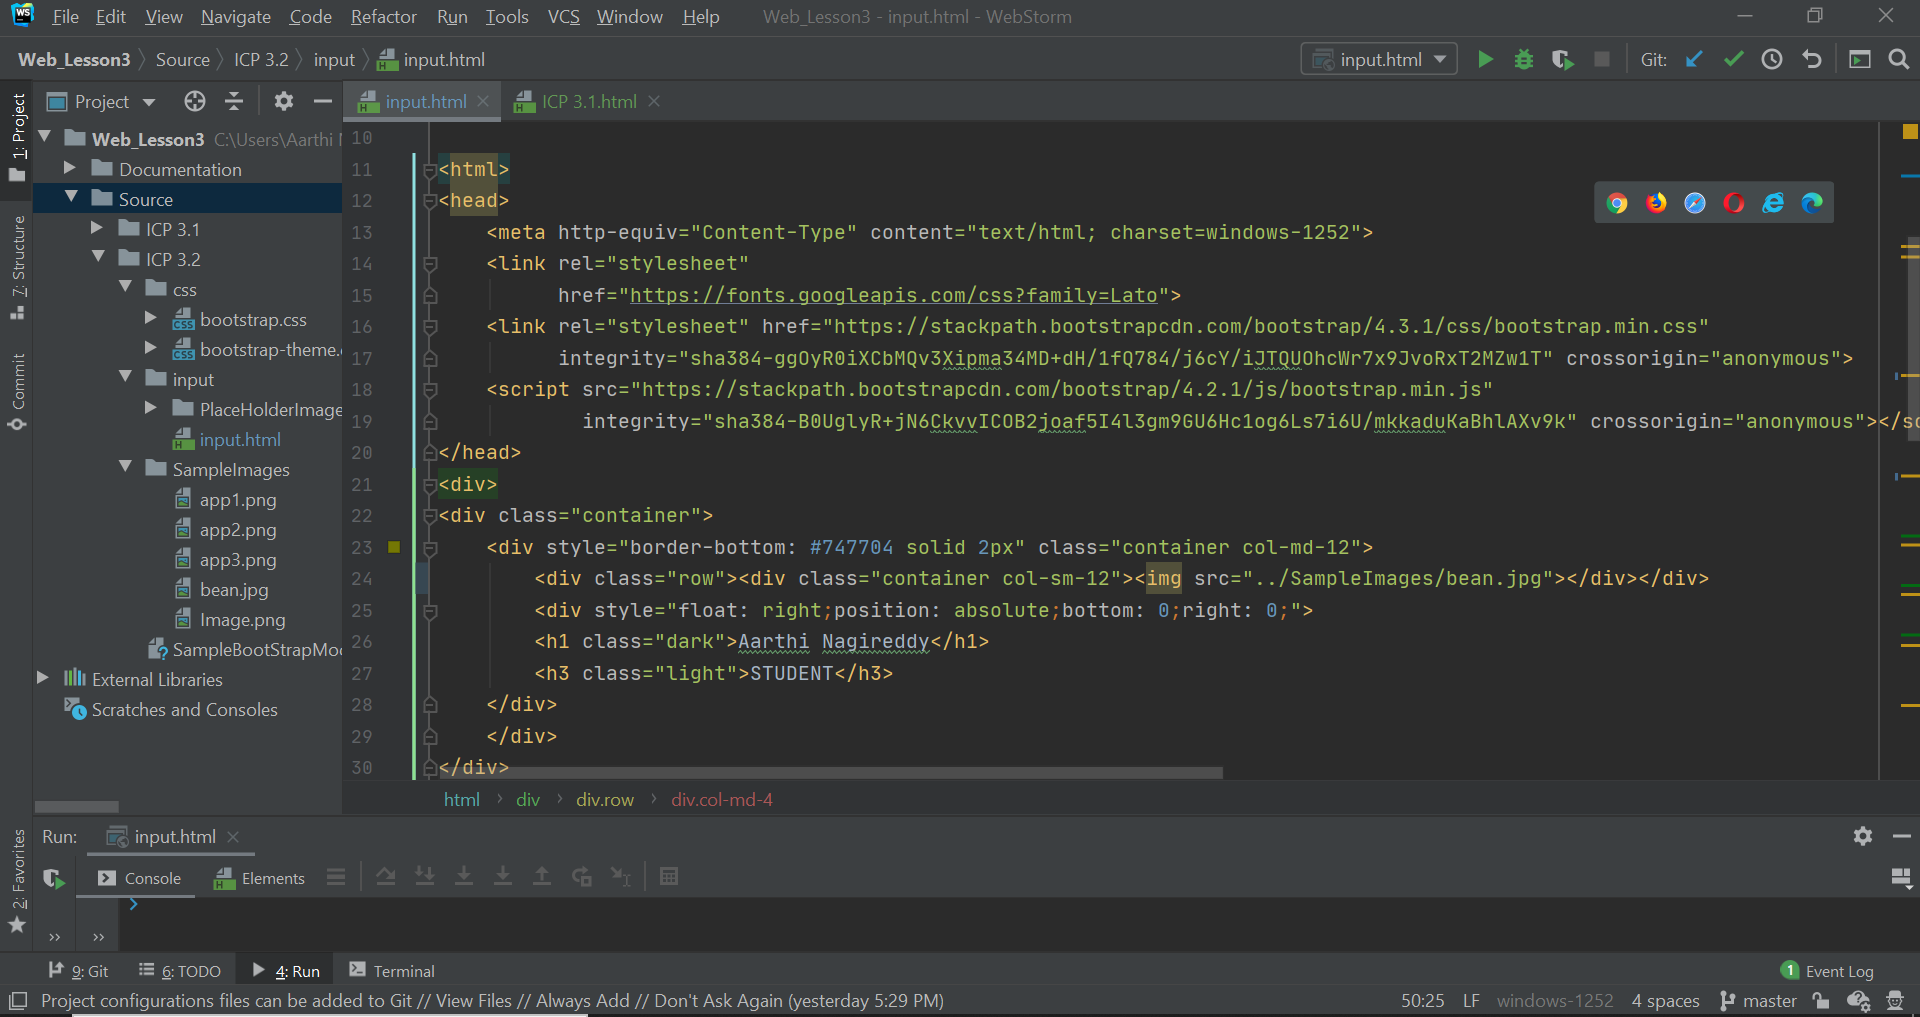 WS File Edit View Navigate Code Refactor Run Tools VCS Window Help Web_Lesson3 - input.html - WebStorm
Web_Lesson3 Source ICP 3.2 input input.html input.html Git:
Project input.html ICP 3.1.html
1: Project
7: Structure
Commit
2: Favorites
Web_Lesson3 C:\Users\Aarthi
Documentation
Source
ICP 3.1
ICP 3.2
css
bootstrap.css
bootstrap-theme.
input
PlaceHolderImage
input.html
SampleImages
app1.png
app2.png
app3.png
bean.jpg
Image.png
SampleBootStrapMo
External Libraries
Scratches and Consoles
10
11 <html>
12 <head>
13 <meta http-equiv="Content-Type" content="text/html; charset=windows-1252">
14 <link rel="stylesheet"
15 href="https://fonts.googleapis.com/css?family=Lato">
16 <link rel="stylesheet" href="https://stackpath.bootstrapcdn.com/bootstrap/4.3.1/css/bootstrap.min.css"
17 integrity="sha384-ggOyR0iXCbMQv3Xipma34MD+dH/1fQ784/j6cY/iJTQUOhcWr7x9JvoRxT2MZw1T" crossorigin="anonymous">
18 <script src="https://stackpath.bootstrapcdn.com/bootstrap/4.2.1/js/bootstrap.min.js"
19 integrity="sha384-B0UglyR+jN6CkvvICOB2joaf5I4l3gm9GU6Hc1og6Ls7i6U/mkkaduKaBhlAXv9k" crossorigin="anonymous"></sc
20 </head>
21 <div>
22 <div class="container">
23 <div style="border-bottom: #747704 solid 2px" class="container col-md-12">
24 <div class="row"><div class="container col-sm-12"><img src="../SampleImages/bean.jpg"></div></div>
25 <div style="float: right;position: absolute;bottom: 0;right: 0;">
26 <h1 class="dark">Aarthi Nagireddy</h1>
27 <h3 class="light">STUDENT</h3>
28 </div>
29 </div>
30 </div>
html div div.row div.col-md-4
Run: input.html
Console Elements
9: Git 6: TODO 4: Run Terminal 1 Event Log
Project configurations files can be added to Git // View Files // Always Add // Don't Ask Again (yesterday 5:29 PM) 50:25 LF windows-1252 4 spaces master